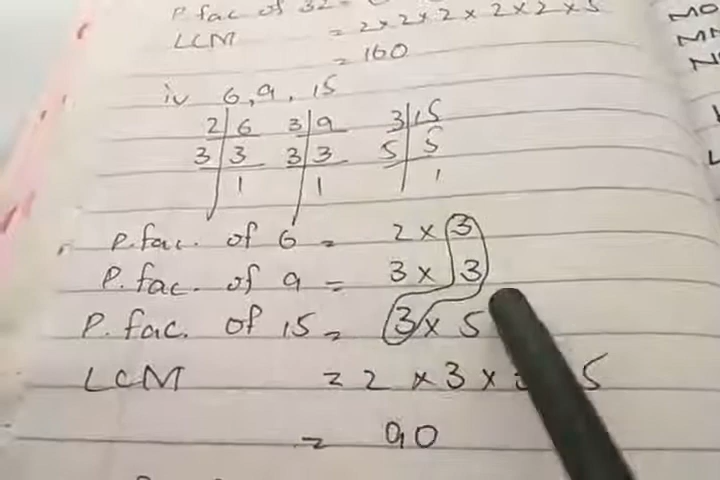 P. fac of 32 =
= 2 × 2 × 2 × 2 × 2 × 5
LCM
= 160
iv 6, 9, 15
2 | 6 3 | 9 3 | 15
3 | 3 3 | 3 5 | 5
1 1 1
P. fac. of 6 = 2 × 3
P. fac. of 9 = 3 × 3
P. fac. of 15 = 3 × 5
LCM = 2 × 3 × 5
= 90